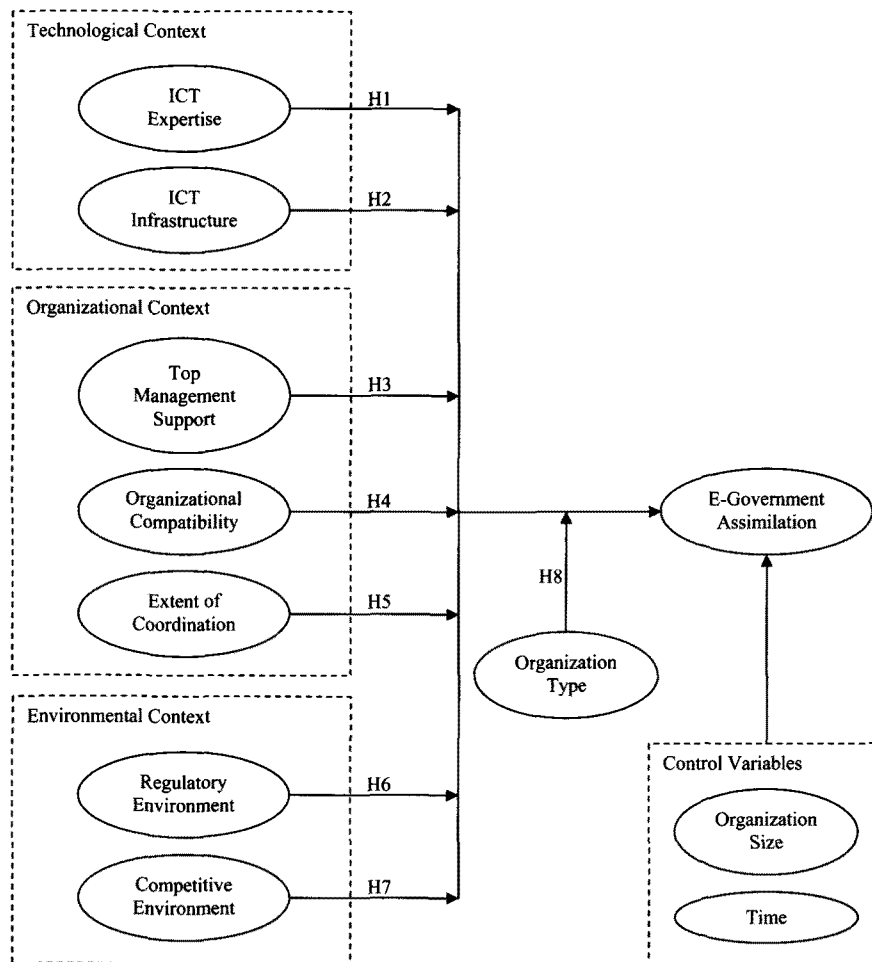 Technological Context
ICT
Expertise
H1
ICT
Infrastructure
H2
Organizational Context
Top
Management
Support
H3
Organizational
Compatibility
H4
Extent of
Coordination
H5
Environmental Context
Regulatory
Environment
H6
Competitive
Environment
H7
E-Government
Assimilation
H8
Organization
Type
Control Variables
Organization
Size
Time